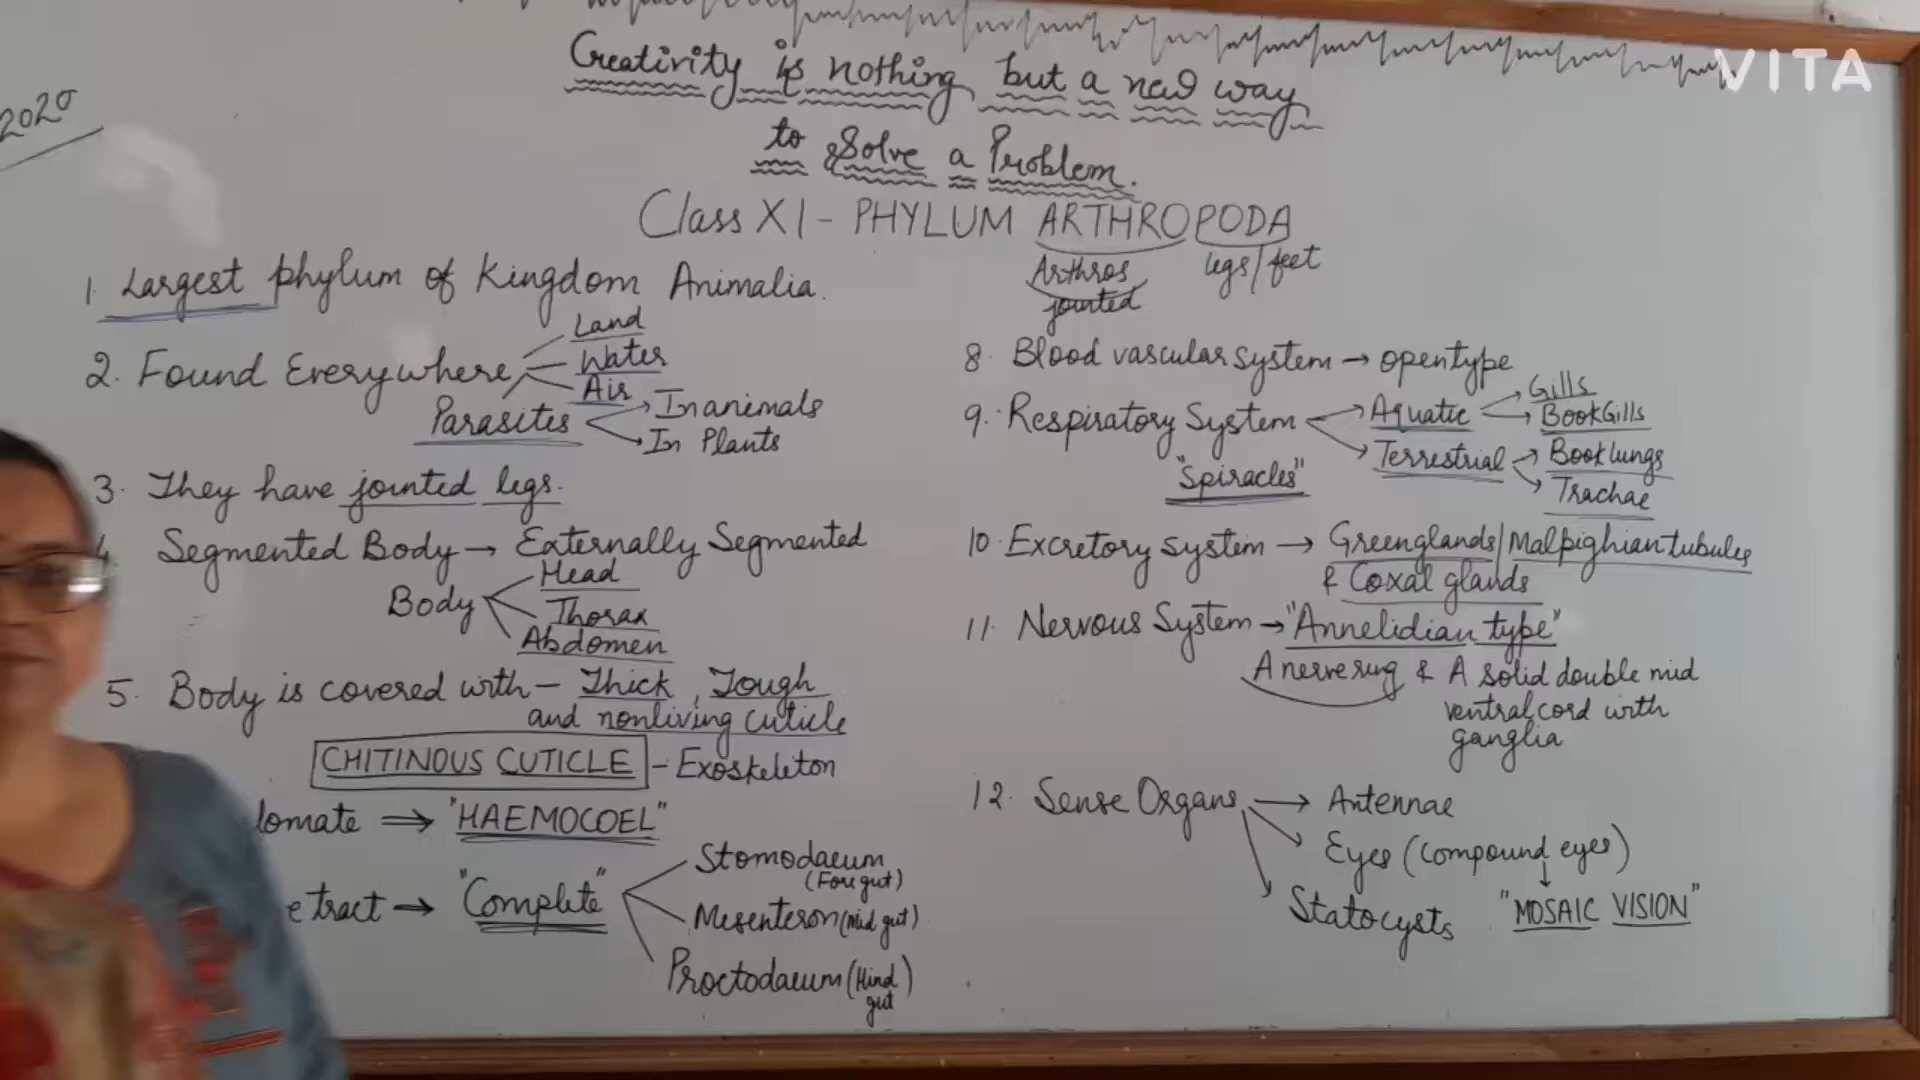 VITA
2020
Creativity is nothing but a new way
to Solve a Problem.
Class XI - PHYLUM ARTHROPODA
Arthros legs/feet
jointed
1. Largest phylum of Kingdom Animalia.
2. Found Everywhere
Land
Water
Air
Parasites
In animals
In Plants
3. They have jointed legs.
4 Segmented Body → Externally Segmented
Body
Head
Thorax
Abdomen
5. Body is covered with - Thick, Tough
and nonliving cuticle
CHITINOUS CUTICLE - Exoskeleton
lomate ⇒ "HAEMOCOEL"
e tract → "Complete"
Stomodaeum
(Fore gut)
Mesenteron (Mid gut)
Proctodaeum (Hind
gut)
8. Blood vascular system → open type
9. Respiratory System
"Spiracles"
Aquatic
Gills
Book Gills
Terrestrial
Book lungs
Trachae
10. Excretory system → Green glands/Malpighian tubules
& Coxal glands
11. Nervous System → "Annelidian type"
A nerve ring & A solid double mid
ventral cord with
ganglia
12. Sense Organs → Antennae
Eyes (Compound eyes)
Statocysts "MOSAIC VISION"